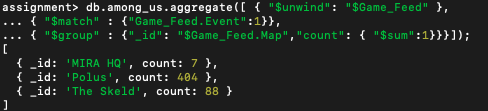 assignment> db.among_us.aggregate([ { "$unwind": "$Game_Feed" },
... { "$match" : {"Game_Feed.Event":1}},
... { "$group" : {"_id": "$Game_Feed.Map","count": { "$sum":1}}}]);
[
  { _id: 'MIRA HQ', count: 7 },
  { _id: 'Polus', count: 404 },
  { _id: 'The Skeld', count: 88 }
]